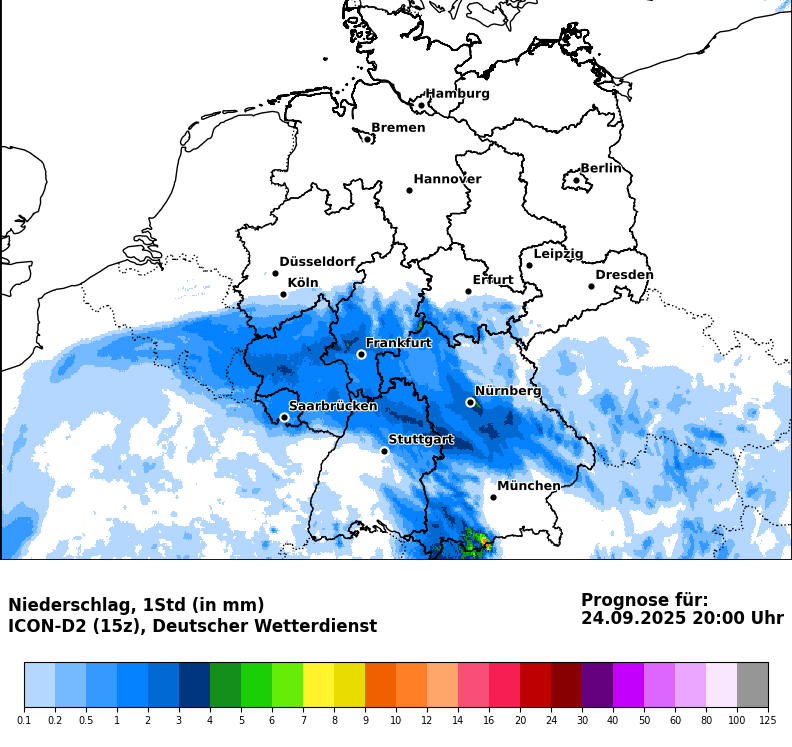 Hamburg
Bremen
Berlin
Hannover
Leipzig
Düsseldorf
Dresden
Köln
Erfurt
Frankfurt
Nürnberg
Saarbrücken
Stuttgart
München
Niederschlag, 1Std (in mm)
ICON-D2 (15z), Deutscher Wetterdienst
Prognose für:
24.09.2025 20:00 Uhr
0.1 0.2 0.5 1 2 3 4 5 6 7 8 9 10 12 14 16 20 24 30 40 50 60 80 100 125